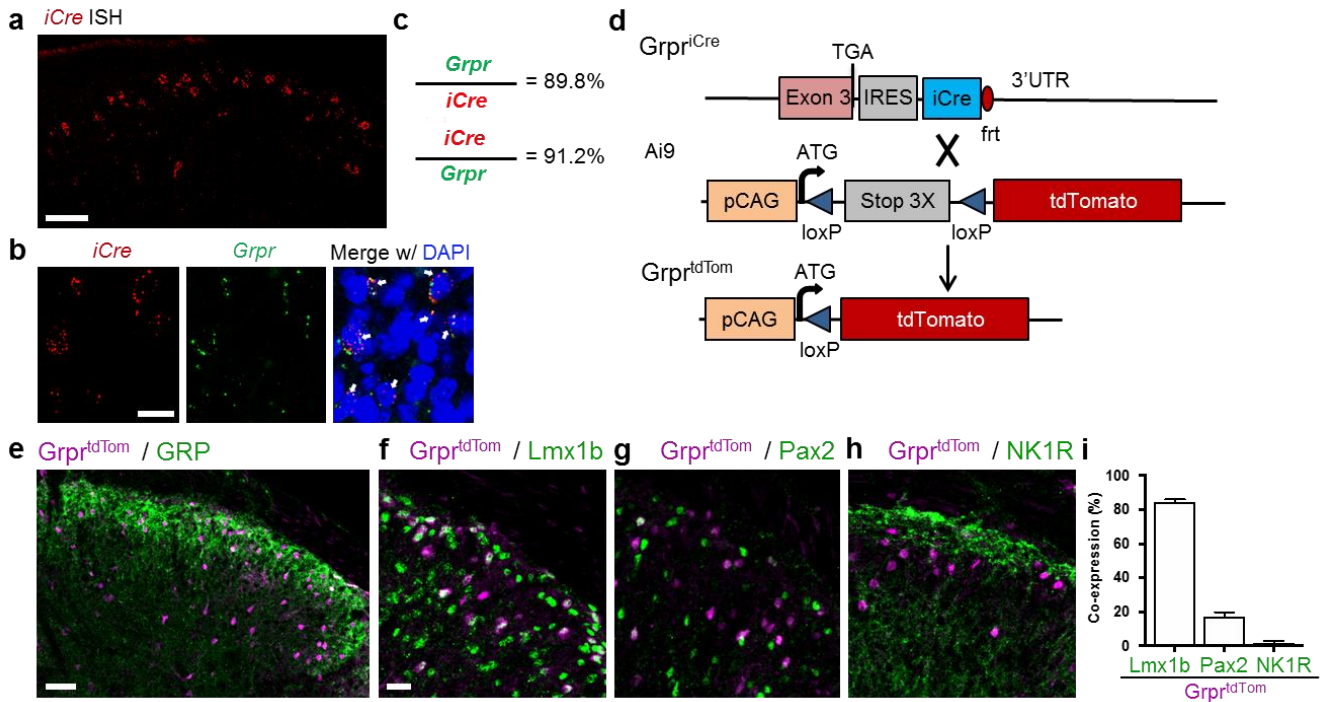 a iCre ISH
c
Grpr
iCre
= 89.8%
iCre
Grpr
= 91.2%
b iCre Grpr Merge w/ DAPI
d
GrpriCre
TGA
Exon 3 IRES iCre 3’UTR
frt
X
Ai9
ATG
pCAG Stop 3X tdTomato
loxP loxP
GrprtdTom
ATG
pCAG tdTomato
loxP
e GrprtdTom / GRP
f GrprtdTom / Lmx1b
g GrprtdTom / Pax2
h GrprtdTom / NK1R
i
Co-expression (%)
100
80
60
40
20
0
Lmx1b Pax2 NK1R
GrprtdTom